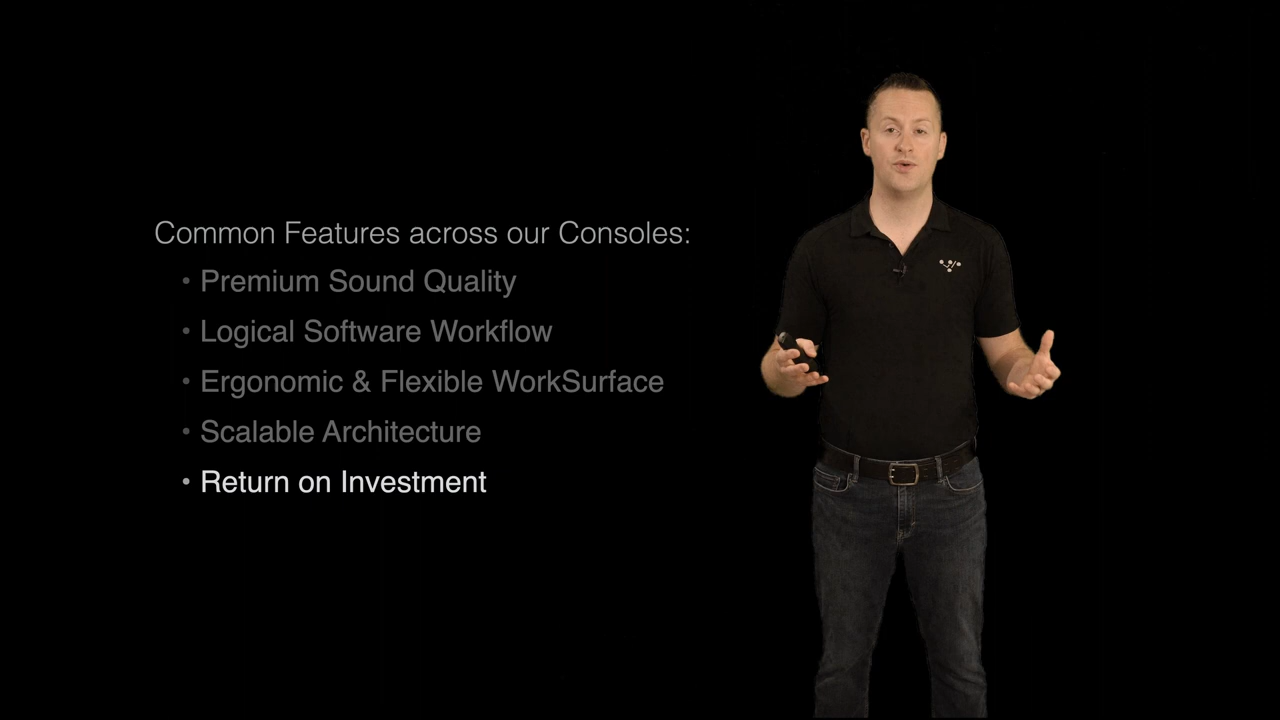 Common Features across our Consoles:
• Premium Sound Quality
• Logical Software Workflow
• Ergonomic & Flexible WorkSurface
• Scalable Architecture
• Return on Investment